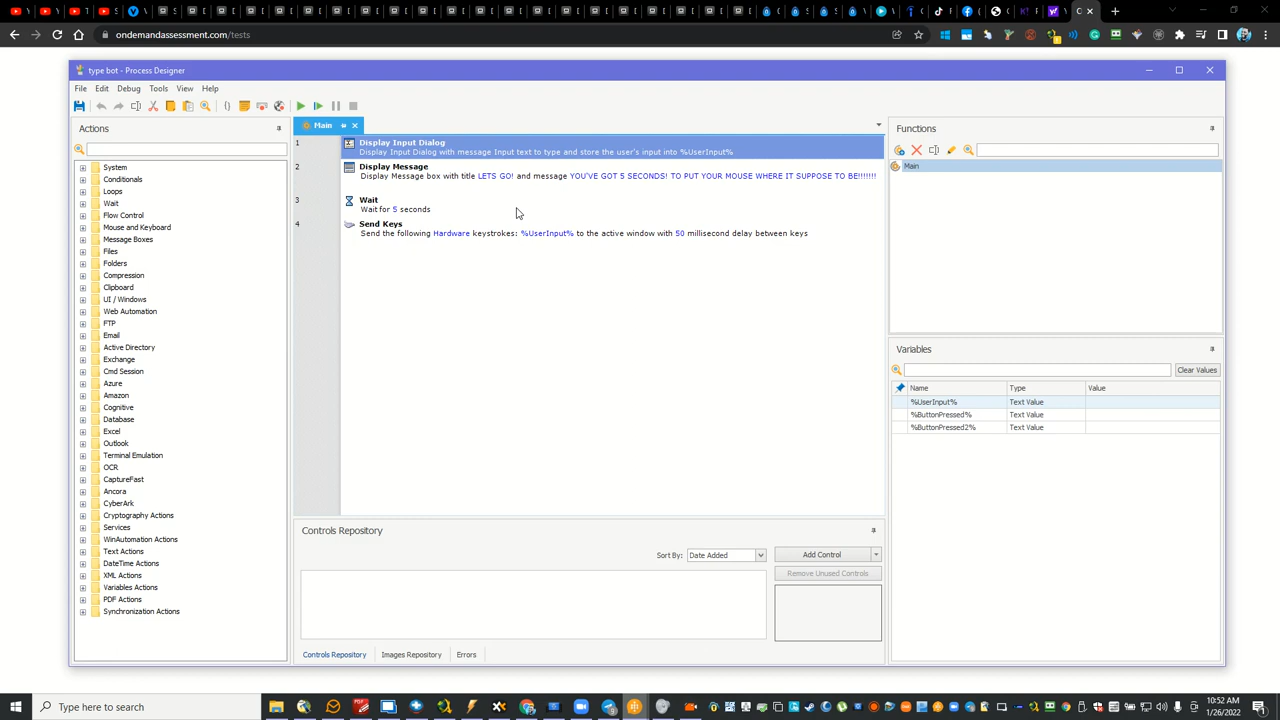 ondemandassessment.com/tests
type bot - Process Designer
File Edit Debug Tools View Help
Actions
System
Conditionals
Loops
Wait
Flow Control
Mouse and Keyboard
Message Boxes
Files
Folders
Compression
Clipboard
UI / Windows
Web Automation
FTP
Email
Active Directory
Exchange
Cmd Session
Azure
Amazon
Cognitive
Database
Excel
Outlook
Terminal Emulation
OCR
CaptureFast
Ancora
CyberArk
Cryptography Actions
Services
WinAutomation Actions
Text Actions
DateTime Actions
XML Actions
Variables Actions
PDF Actions
Synchronization Actions
Main
1 Display Input Dialog
Display Input Dialog with message Input text to type and store the user's input into %UserInput%
2 Display Message
Display Message box with title LETS GO! and message YOU'VE GOT 5 SECONDS! TO PUT YOUR MOUSE WHERE IT SUPPOSE TO BE!!!!!!!
3 Wait
Wait for 5 seconds
4 Send Keys
Send the following Hardware keystrokes: %UserInput% to the active window with 50 millisecond delay between keys
Controls Repository
Sort By: Date Added
Add Control
Remove Unused Controls
Controls Repository Images Repository Errors
Functions
Main
Variables
Clear Values
Name Type Value
%UserInput% Text Value
%ButtonPressed% Text Value
%ButtonPressed2% Text Value
Type here to search
10:52 AM
1/26/2022